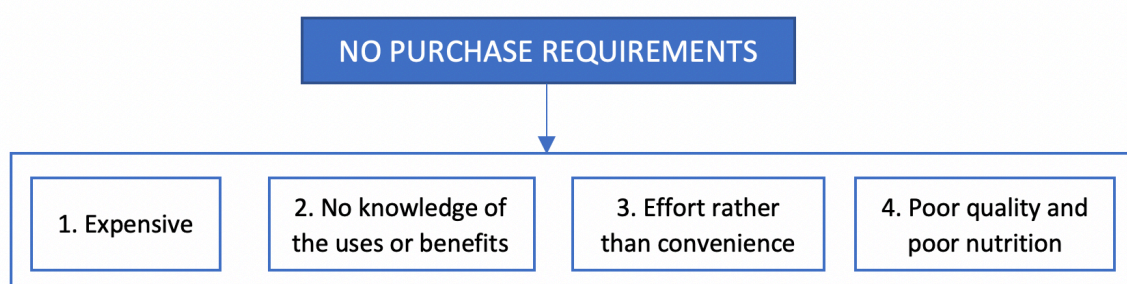 NO PURCHASE REQUIREMENTS
1. Expensive
2. No knowledge of
the uses or benefits
3. Effort rather
than convenience
4. Poor quality and
poor nutrition